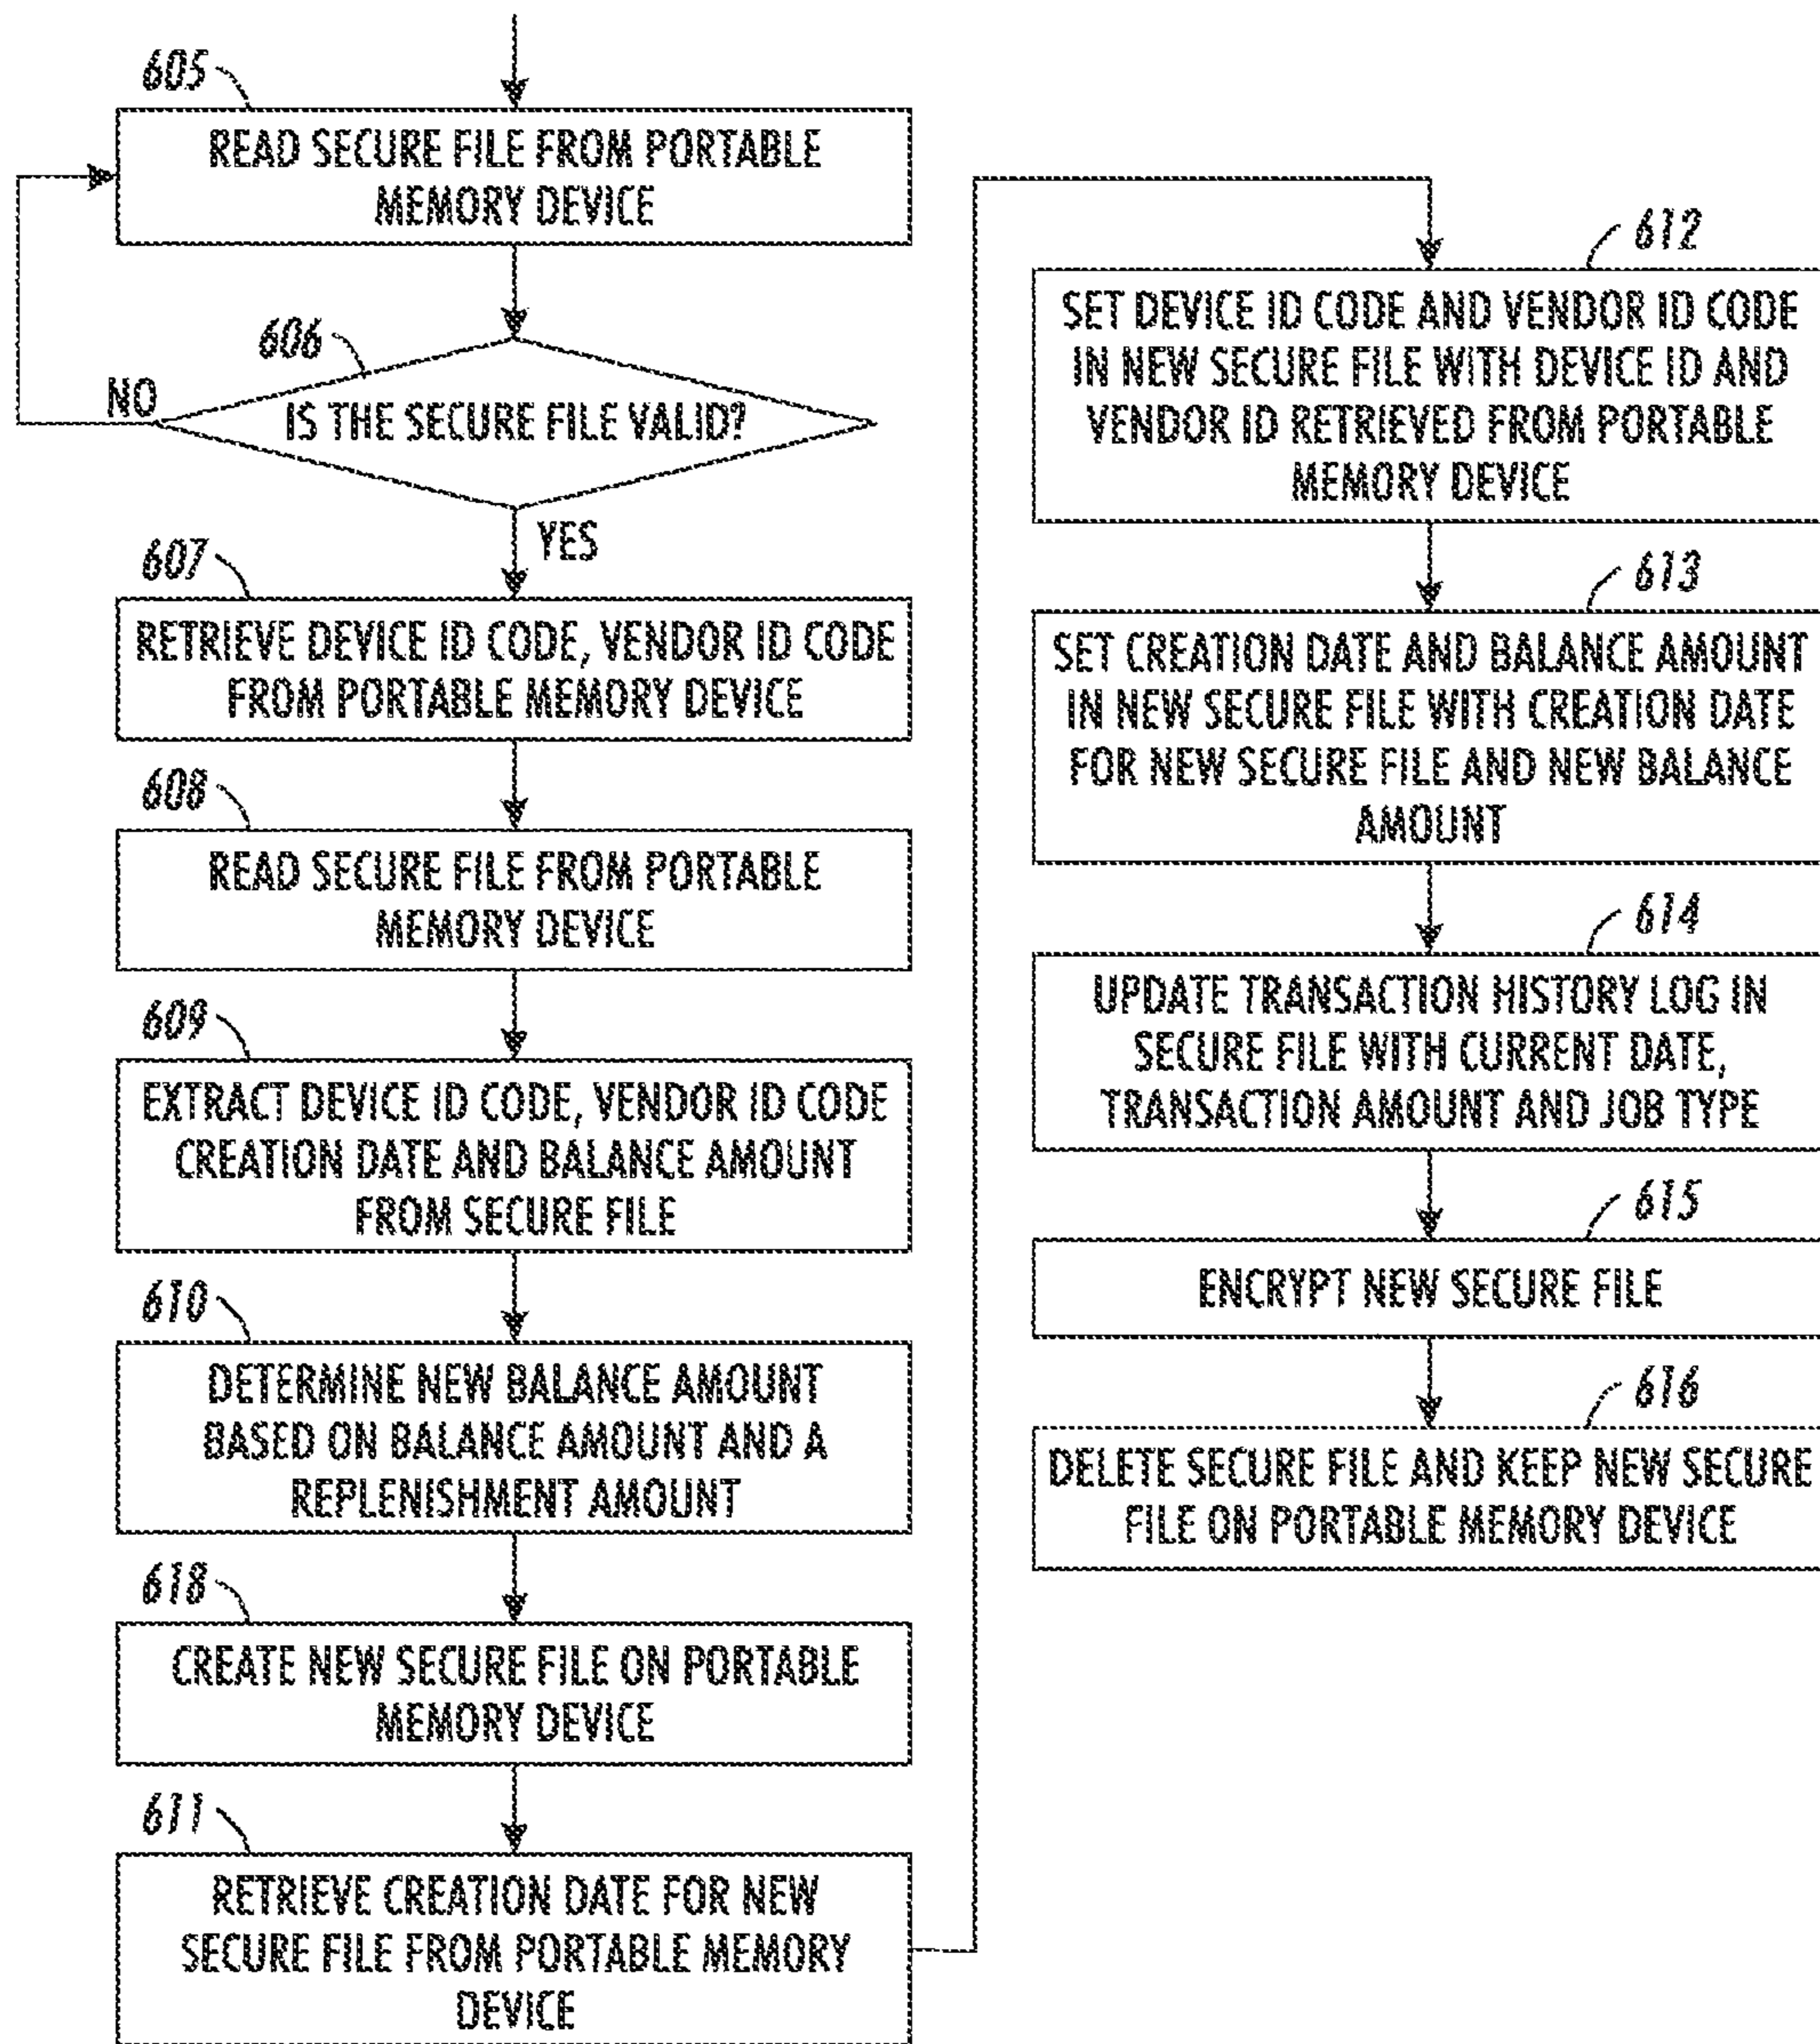 605
READ SECURE FILE FROM PORTABLE
MEMORY DEVICE
606
NO
IS THE SECURE FILE VALID?
YES
607
RETRIEVE DEVICE ID CODE, VENDOR ID CODE
FROM PORTABLE MEMORY DEVICE
608
READ SECURE FILE FROM PORTABLE
MEMORY DEVICE
609
EXTRACT DEVICE ID CODE, VENDOR ID CODE
CREATION DATE AND BALANCE AMOUNT
FROM SECURE FILE
610
DETERMINE NEW BALANCE AMOUNT
BASED ON BALANCE AMOUNT AND A
REPLENISHMENT AMOUNT
618
CREATE NEW SECURE FILE ON PORTABLE
MEMORY DEVICE
611
RETRIEVE CREATION DATE FOR NEW
SECURE FILE FROM PORTABLE MEMORY
DEVICE
612
SET DEVICE ID CODE AND VENDOR ID CODE
IN NEW SECURE FILE WITH DEVICE ID AND
VENDOR ID RETRIEVED FROM PORTABLE
MEMORY DEVICE
613
SET CREATION DATE AND BALANCE AMOUNT
IN NEW SECURE FILE WITH CREATION DATE
FOR NEW SECURE FILE AND NEW BALANCE
AMOUNT
614
UPDATE TRANSACTION HISTORY LOG IN
SECURE FILE WITH CURRENT DATE,
TRANSACTION AMOUNT AND JOB TYPE
615
ENCRYPT NEW SECURE FILE
616
DELETE SECURE FILE AND KEEP NEW SECURE
FILE ON PORTABLE MEMORY DEVICE